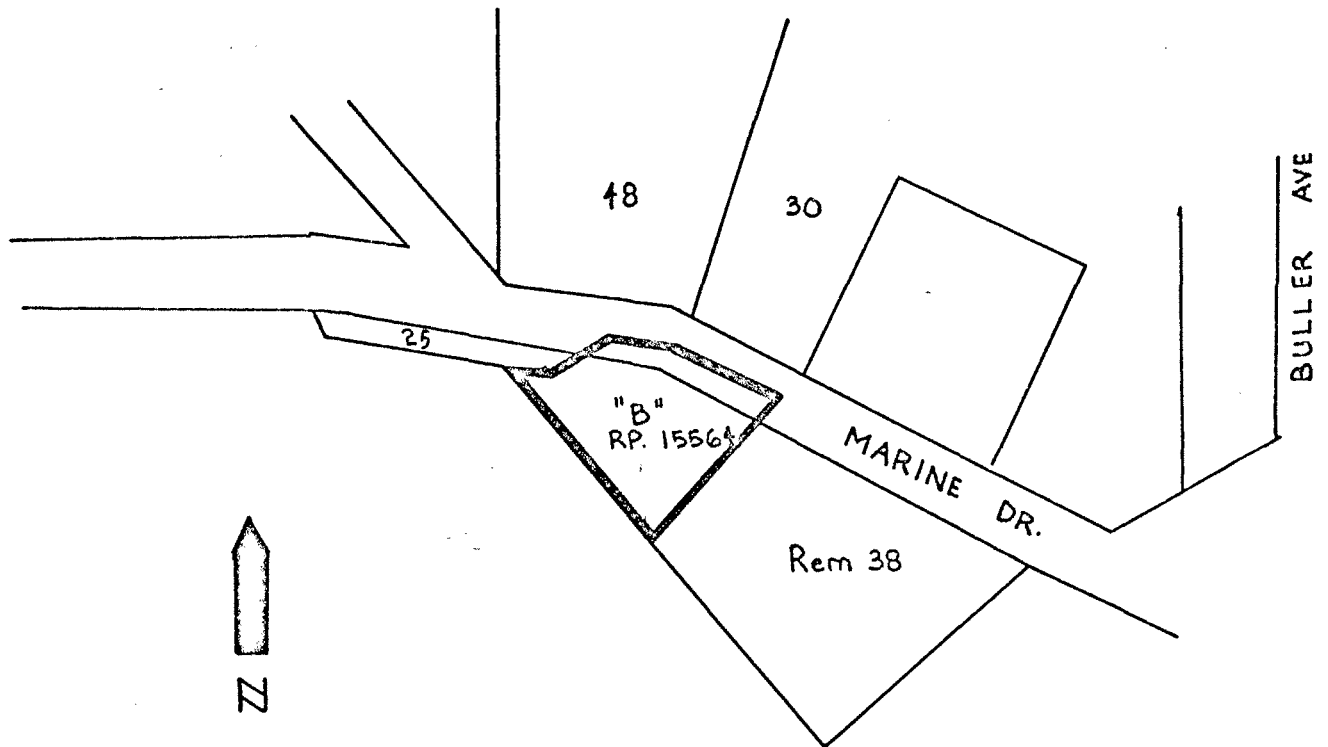 48
30
BULLER AVE
25
"B"
RP. 15564
MARINE DR.
Rem 38
N